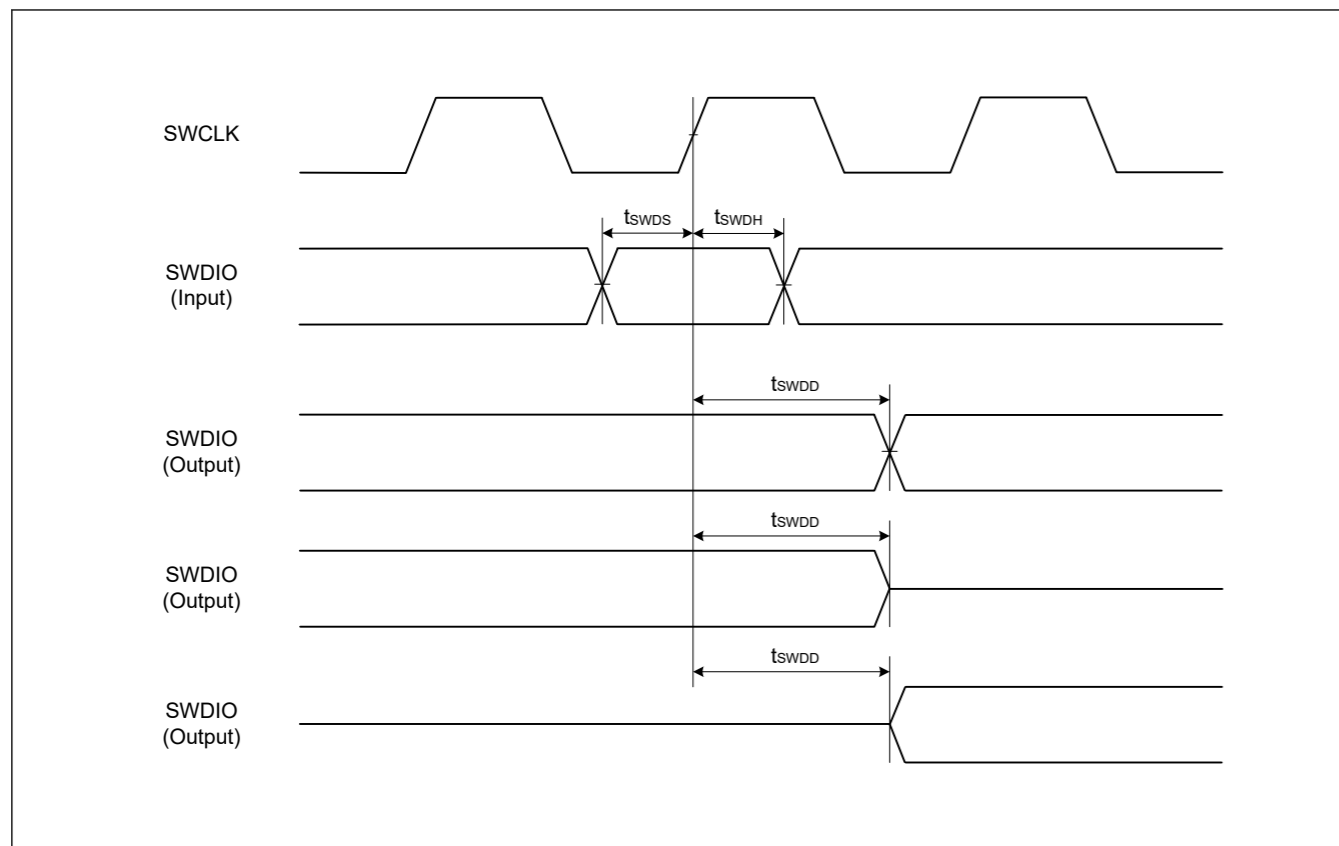 SWCLK
tSWDS
tSWDH
SWDIO
(Input)
tSWDD
SWDIO
(Output)
tSWDD
SWDIO
(Output)
tSWDD
SWDIO
(Output)